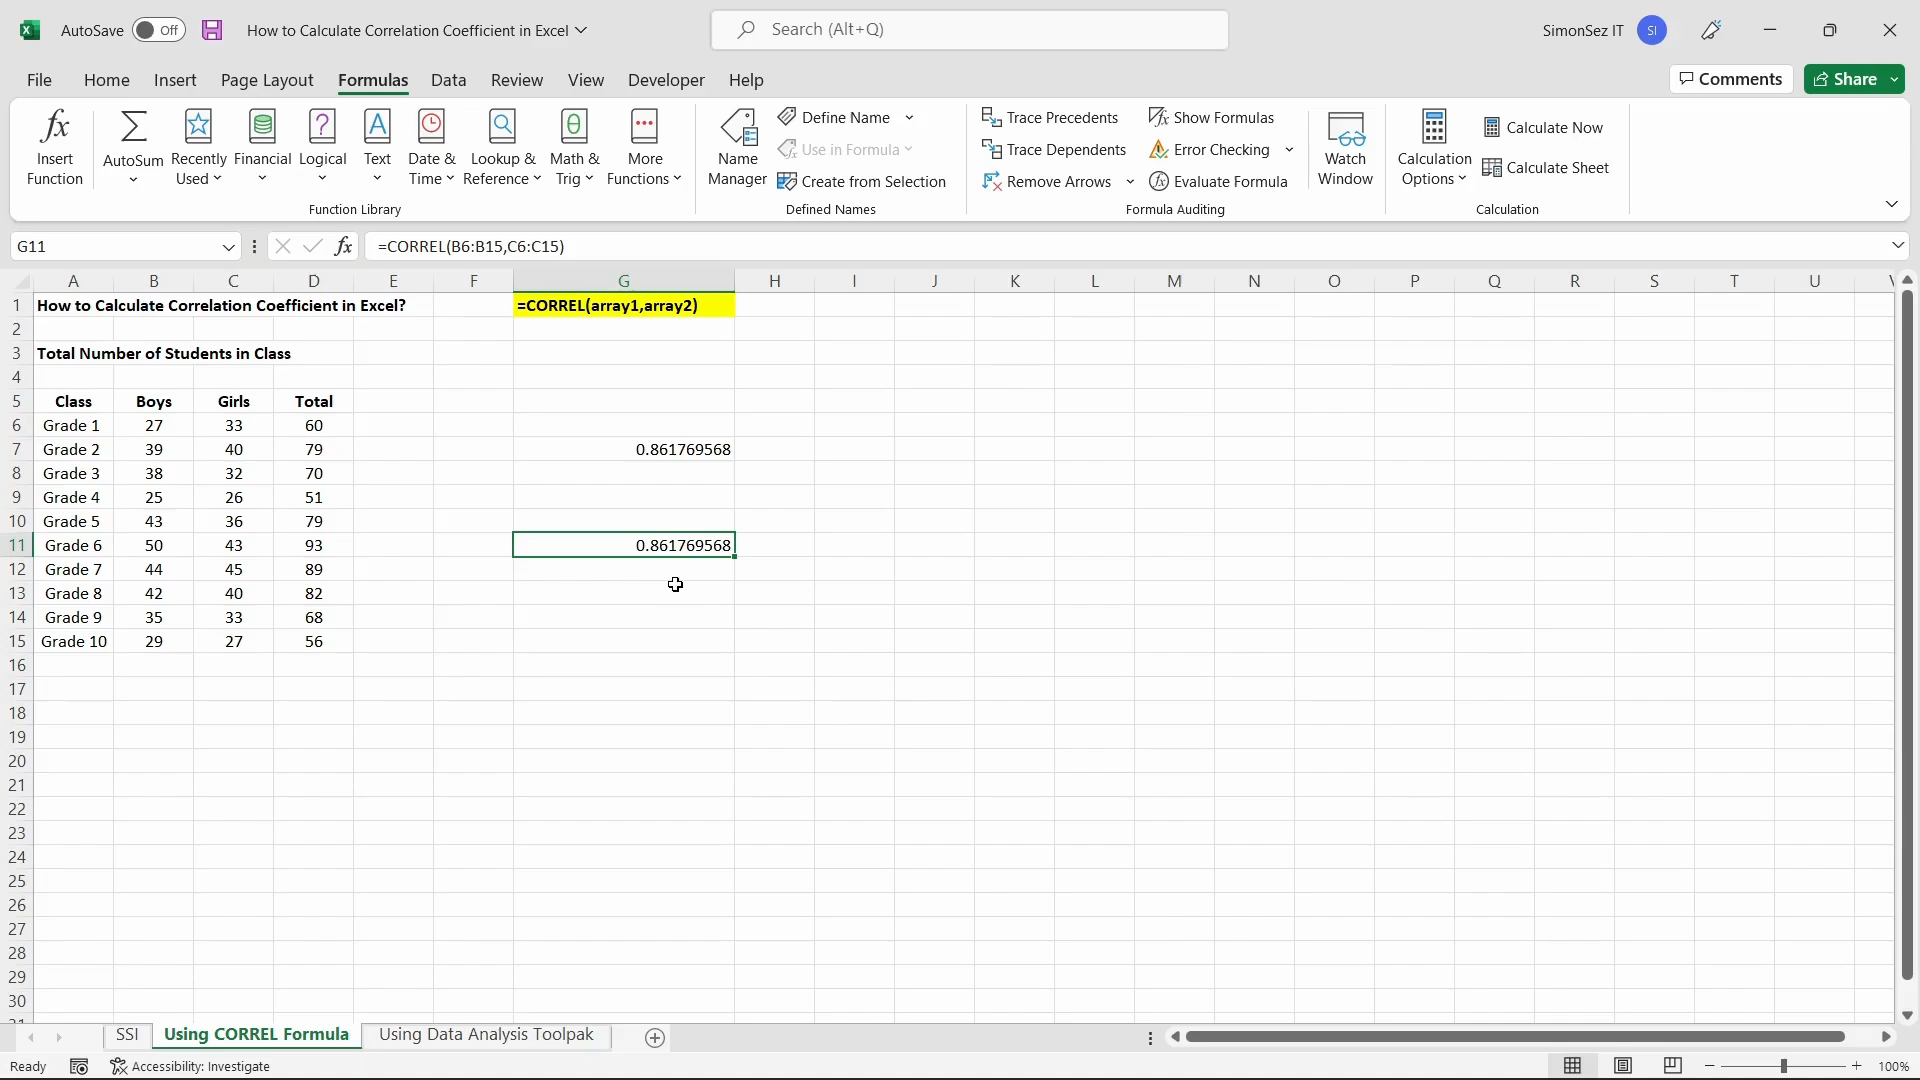 AutoSave Off How to Calculate Correlation Coefficient in Excel Search (Alt+Q) SimonSez IT SI
File Home Insert Page Layout Formulas Data Review View Developer Help Comments Share
Insert Function AutoSum Recently Used Financial Logical Text Date & Time Lookup & Reference Math & Trig More Functions
Function Library
Name Manager
Define Name
Use in Formula
Create from Selection
Defined Names
Trace Precedents Show Formulas
Trace Dependents Error Checking
Remove Arrows Evaluate Formula
Formula Auditing
Watch Window
Calculation Options Calculate Now
Calculate Sheet
Calculation
G11 fx =CORREL(B6:B15,C6:C15)
A B C D E F G H I J K L M N O P Q R S T U
1 How to Calculate Correlation Coefficient in Excel? =CORREL(array1,array2)
2
3 Total Number of Students in Class
4
5 Class Boys Girls Total
6 Grade 1 27 33 60
7 Grade 2 39 40 79 0.861769568
8 Grade 3 38 32 70
9 Grade 4 25 26 51
10 Grade 5 43 36 79
11 Grade 6 50 43 93 0.861769568
12 Grade 7 44 45 89
13 Grade 8 42 40 82
14 Grade 9 35 33 68
15 Grade 10 29 27 56
16
17
18
19
20
21
22
23
24
25
26
27
28
29
30
SSI Using CORREL Formula Using Data Analysis Toolpak
Ready Accessibility: Investigate 100%